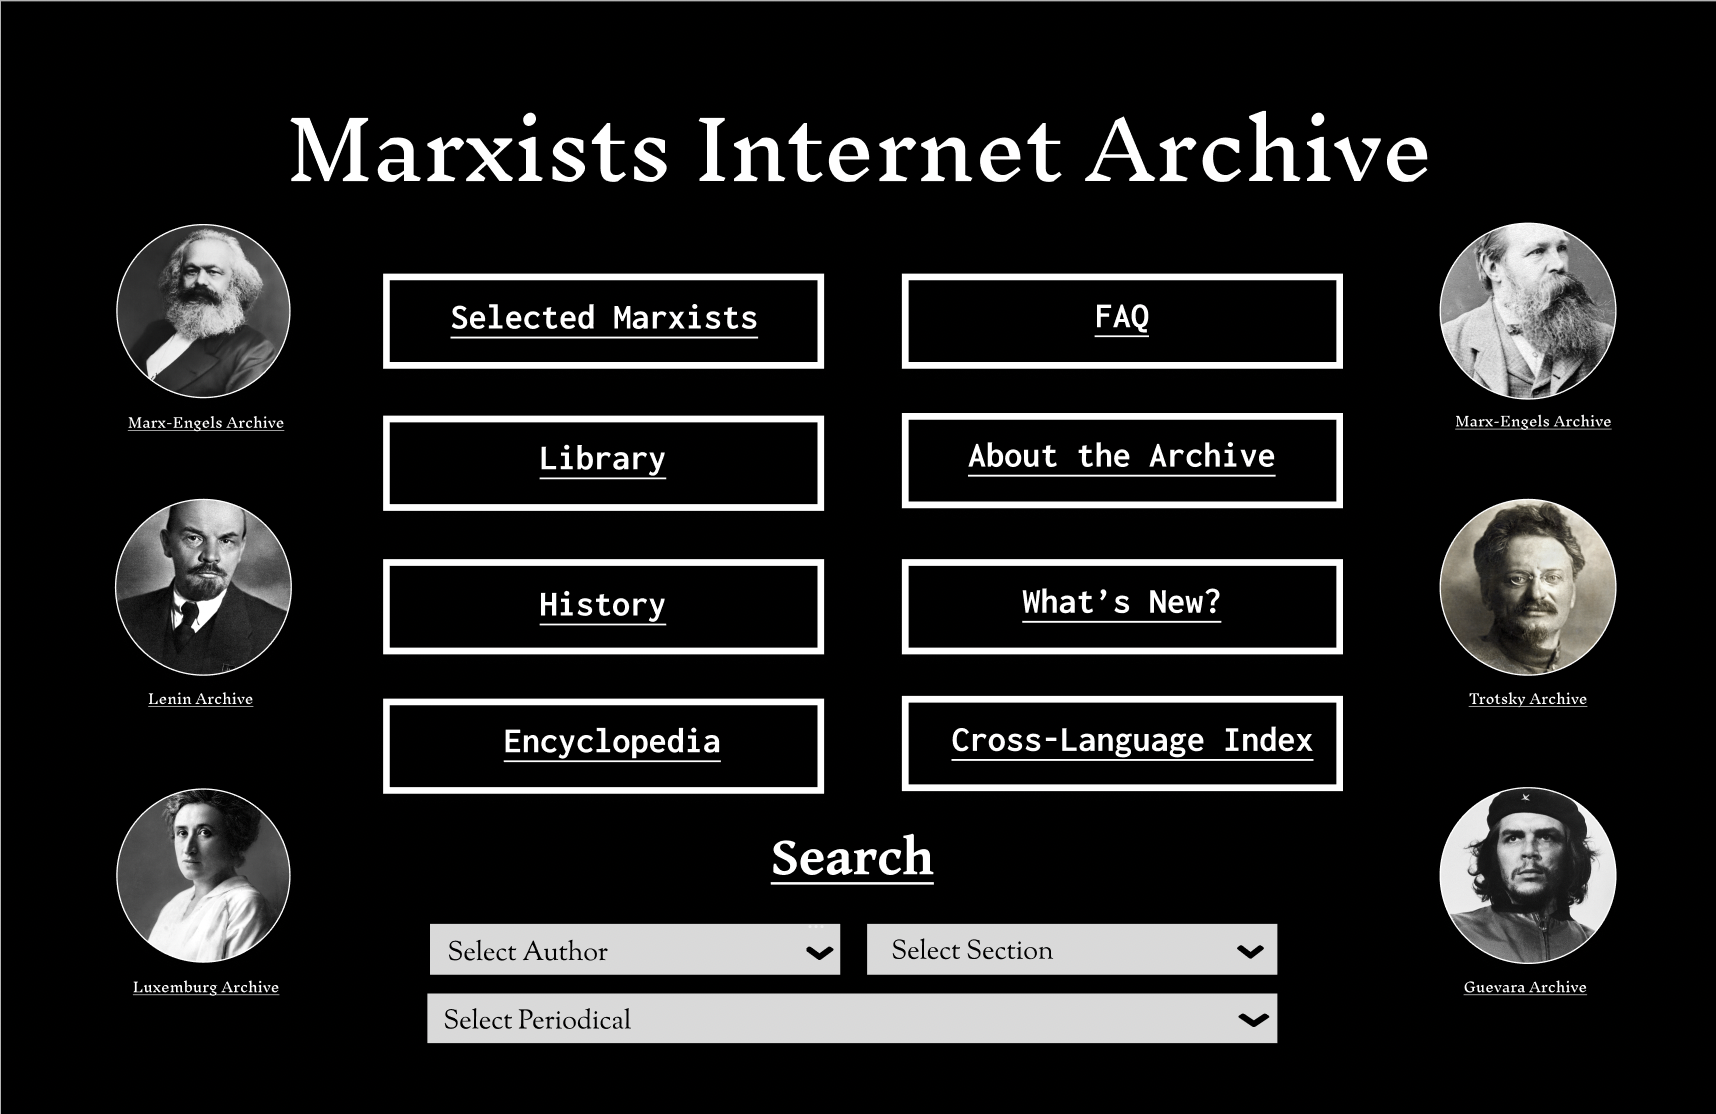 Marxists Internet Archive
Selected Marxists
FAQ
Marx-Engels Archive
Marx-Engels Archive
Library
About the Archive
History
What’s New?
Lenin Archive
Trotsky Archive
Encyclopedia
Cross-Language Index
Search
Select Author
Select Section
Luxemburg Archive
Guevara Archive
Select Periodical